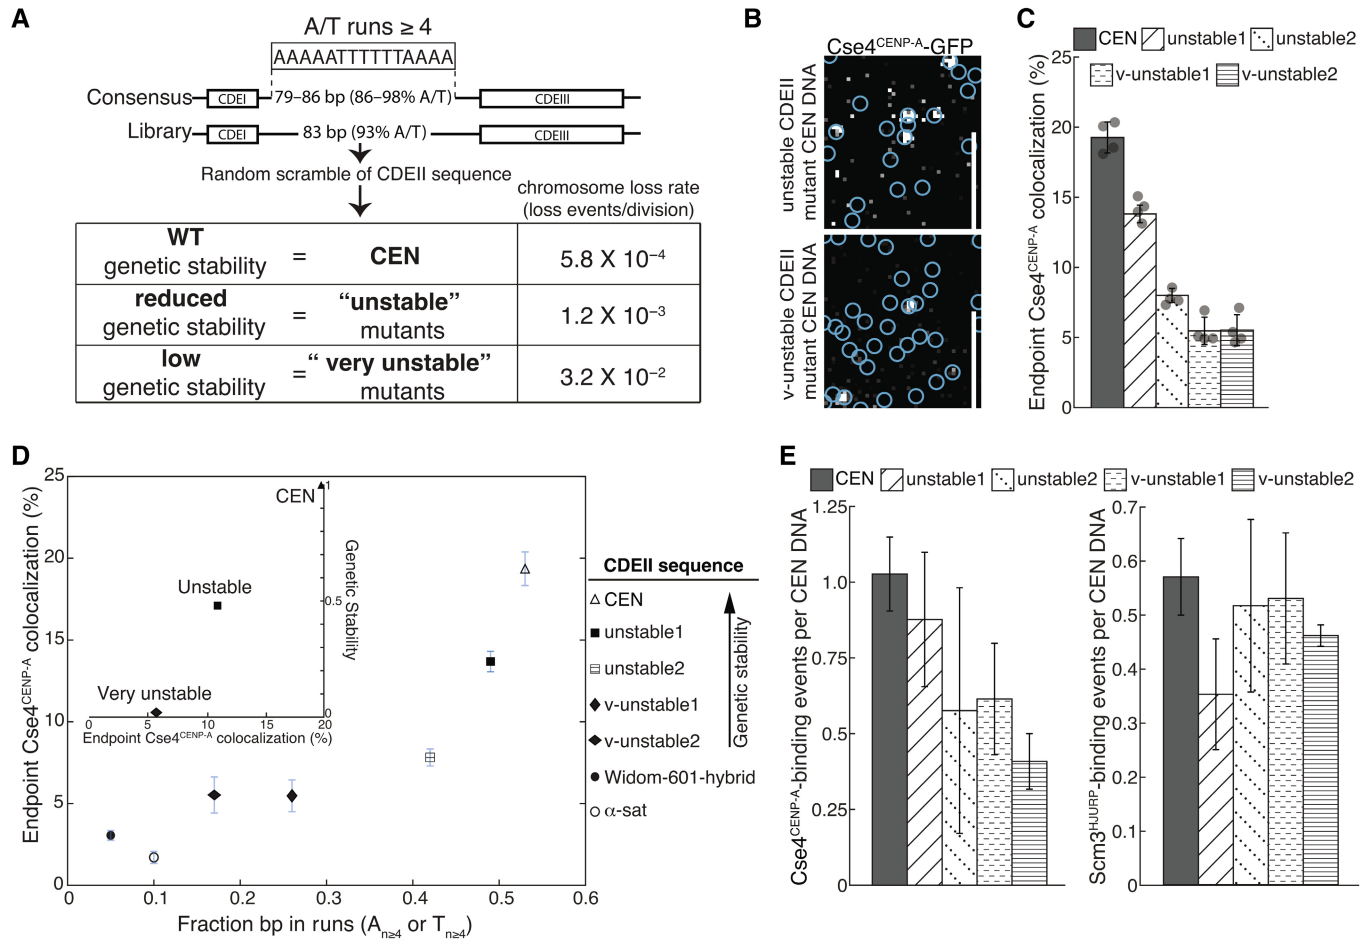 A
A/T runs ≥ 4
AAAAATTTTTTAAAA
Consensus CDEI 79–86 bp (86–98% A/T) CDEIII
Library CDEI 83 bp (93% A/T) CDEIII
Random scramble of CDEII sequence
chromosome loss rate
(loss events/division)
WT
genetic stability = CEN 5.8 X 10⁻⁴
reduced
genetic stability = “unstable” mutants 1.2 X 10⁻³
low
genetic stability = “ very unstable” mutants 3.2 X 10⁻²
B
Cse4ᶜᴱᴺᴾ⁻ᴬ-GFP
unstable CDEII
mutant CEN DNA
v-unstable CDEII
mutant CEN DNA
C
CEN unstable1 unstable2
v-unstable1 v-unstable2
Endpoint Cse4ᶜᴱᴺᴾ⁻ᴬ colocalization (%)
25
20
15
10
5
0
D
Endpoint Cse4ᶜᴱᴺᴾ⁻ᴬ colocalization (%)
25
20
15
10
5
0
0 0.1 0.2 0.3 0.4 0.5 0.6
Fraction bp in runs (Aₙ≥₄ or Tₙ≥₄)
CEN
Unstable
Very unstable
1
0.5
0
Genetic Stability
0 5 10 15 20
Endpoint Cse4ᶜᴱᴺᴾ⁻ᴬ colocalization (%)
CDEII sequence
CEN
unstable1
unstable2
v-unstable1
v-unstable2
Widom-601-hybrid
α-sat
Genetic stability
E
CEN unstable1 unstable2 v-unstable1 v-unstable2
Cse4ᶜᴱᴺᴾ⁻ᴬ-binding events per CEN DNA
1.25
1.0
0.75
0.5
0.25
0
Scm3ᴴᴶᵁᴿᴾ-binding events per CEN DNA
0.7
0.6
0.5
0.4
0.3
0.2
0.1
0